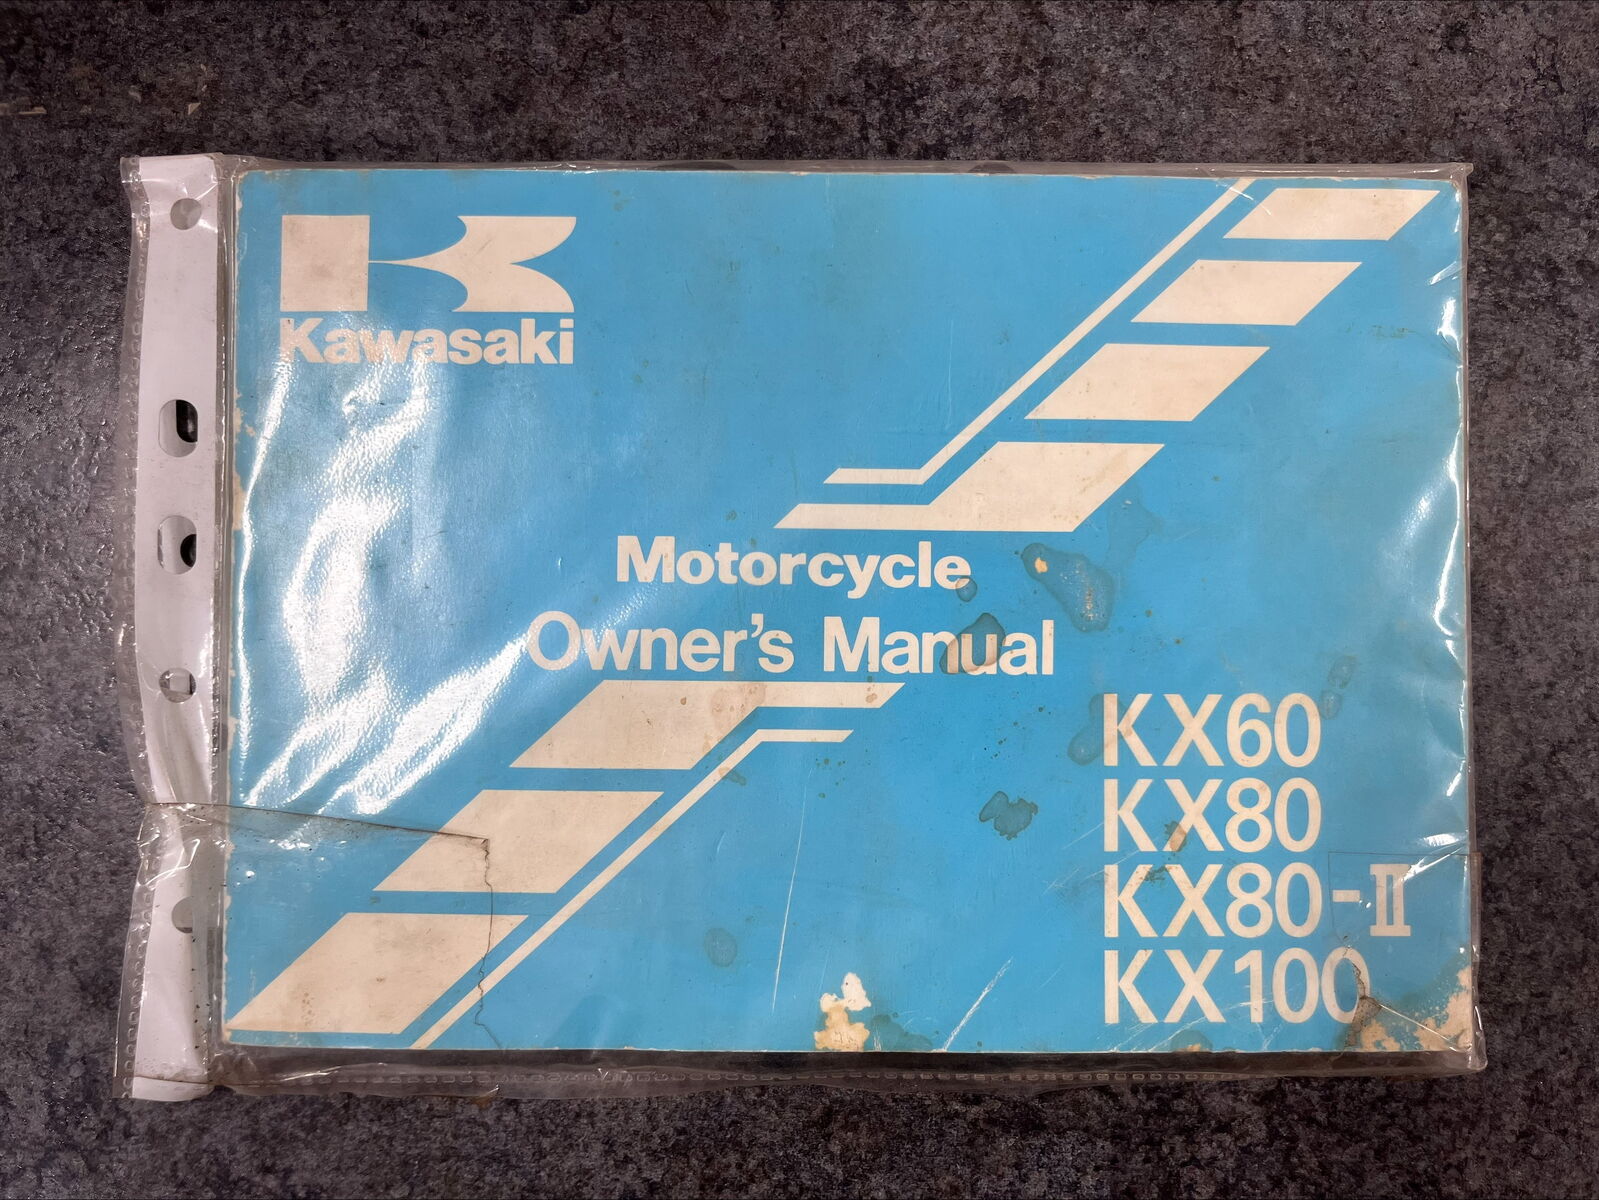 Kawasaki
Motorcycle
Owner's Manual
KX60
KX80
KX80-II
KX100